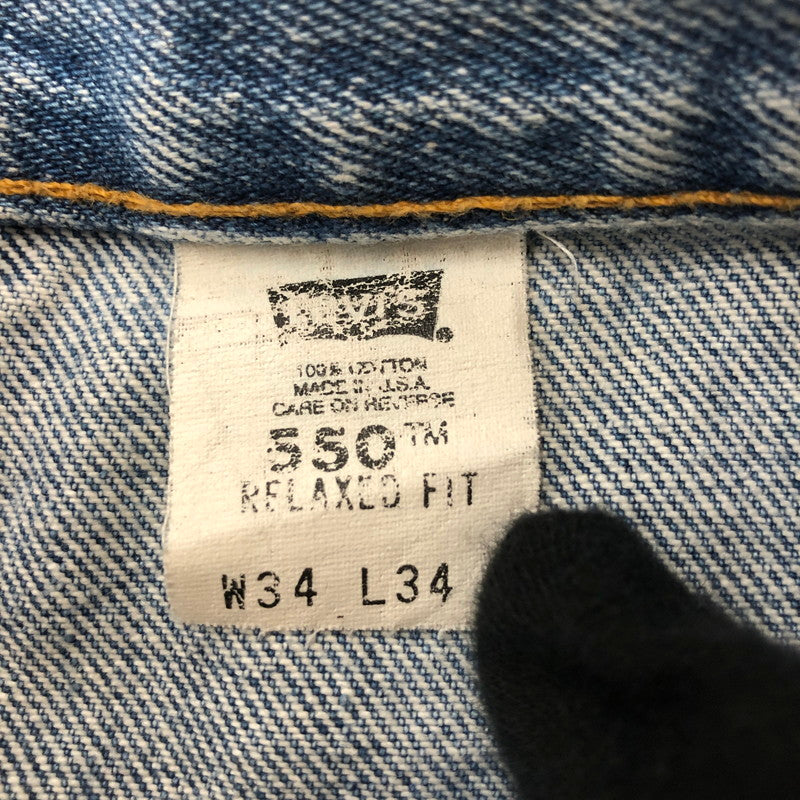 Levi's®
100% COTTON
MADE IN U.S.A.
CARE ON REVERSE
550™
RELAXED FIT
W34 L34